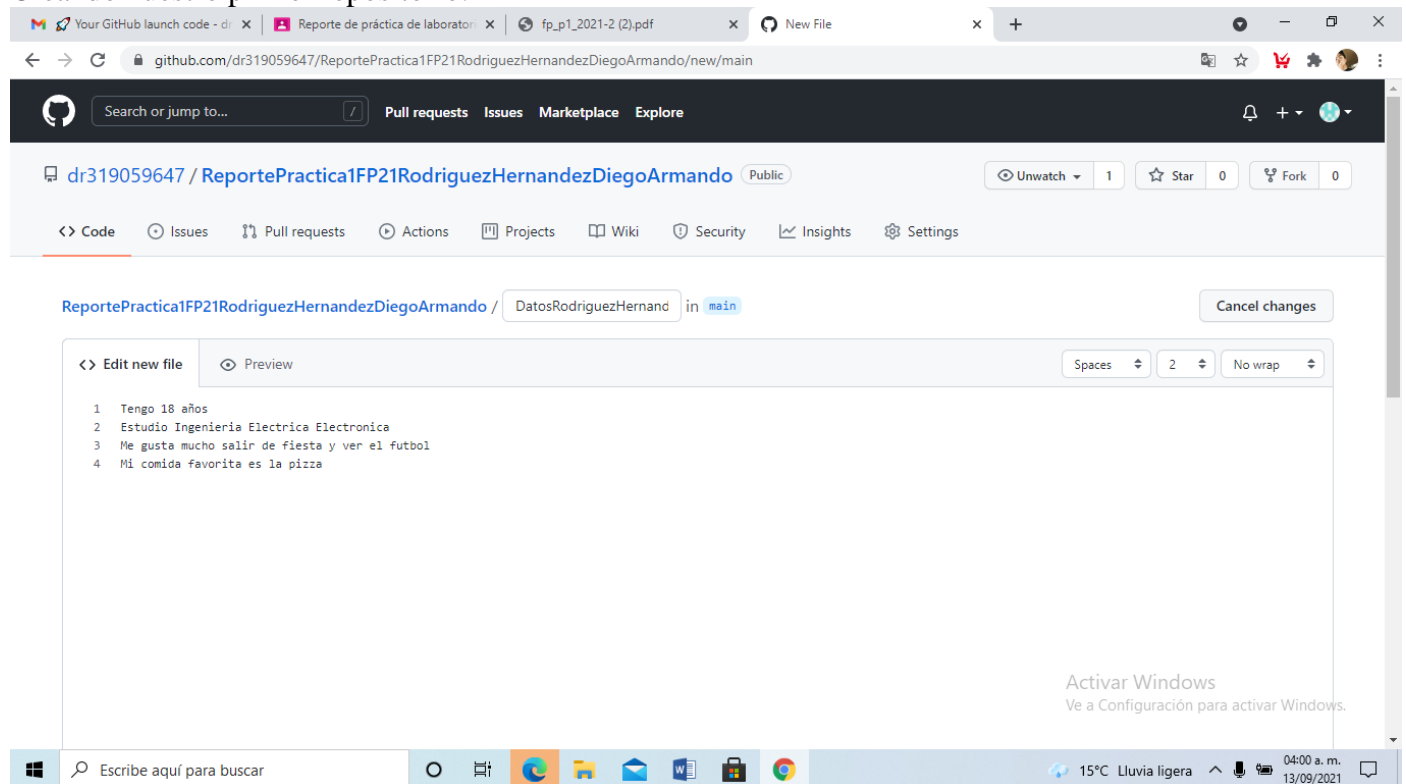 Your GitHub launch code - dr
Reporte de práctica de laborator
fp_p1_2021-2 (2).pdf
New File
github.com/dr319059647/ReportePractica1FP21RodriguezHernandezDiegoArmando/new/main
Search or jump to... /
Pull requests Issues Marketplace Explore
dr319059647 / ReportePractica1FP21RodriguezHernandezDiegoArmando Public
Unwatch 1 Star 0 Fork 0
Code Issues Pull requests Actions Projects Wiki Security Insights Settings
ReportePractica1FP21RodriguezHernandezDiegoArmando / DatosRodriguezHernand in main
Cancel changes
Edit new file Preview
Spaces 2 No wrap
1 Tengo 18 años
2 Estudio Ingenieria Electrica Electronica
3 Me gusta mucho salir de fiesta y ver el futbol
4 Mi comida favorita es la pizza
Activar Windows
Ve a Configuración para activar Windows.
Escribe aquí para buscar
15°C Lluvia ligera
04:00 a. m.
13/09/2021